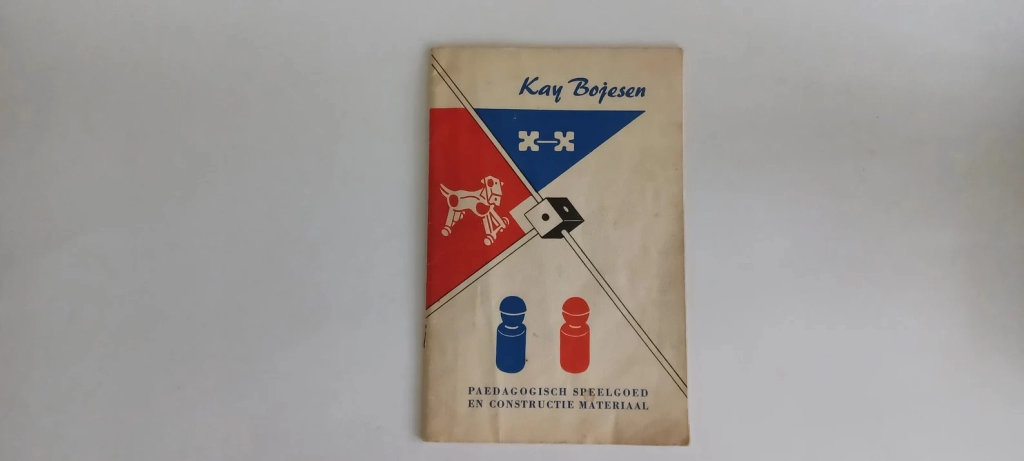 Kay Bojesen
PAEDAGOGISCH SPEELGOED
EN CONSTRUCTIE MATERIAAL